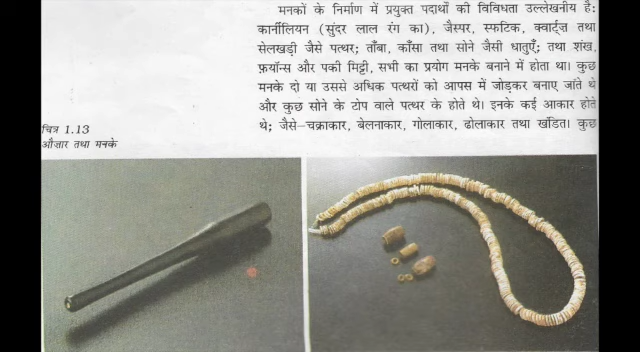 मनकों के निर्माण में प्रयुक्त पदार्थों की विविधता उल्लेखनीय है:
कार्नीलियन (सुंदर लाल रंग का), जैस्पर, स्फटिक, क्वार्ट्ज़ तथा
सेलखड़ी जैसे पत्थर; ताँबा, काँसा तथा सोने जैसी धातुएँ; तथा शंख,
फ़यॉन्स और पकी मिट्टी, सभी का प्रयोग मनके बनाने में होता था। कुछ
मनके दो या उससे अधिक पत्थरों को आपस में जोड़कर बनाए जाते थे
और कुछ सोने के टोप वाले पत्थर के होते थे। इनके कई आकार होते
थे; जैसे–चक्राकार, बेलनाकार, गोलाकार, ढोलाकार तथा खंडित। कुछ
चित्र 1.13
औज़ार तथा मनके